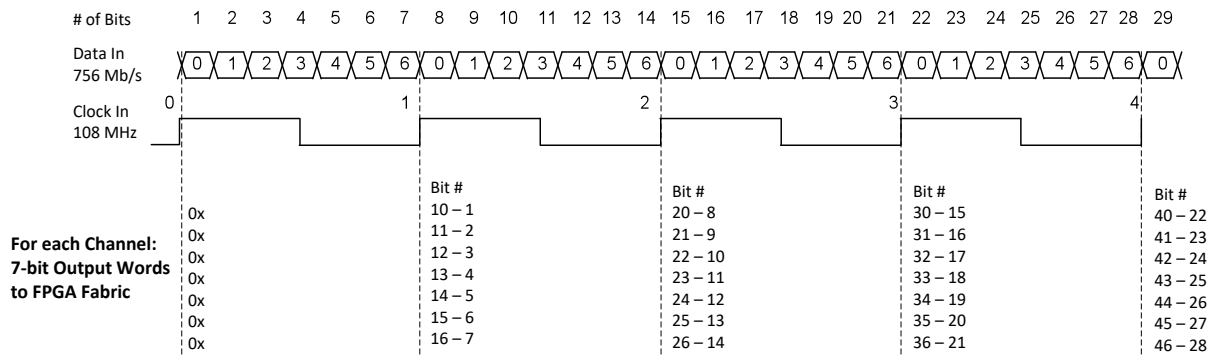 # of Bits 1 2 3 4 5 6 7 8 9 10 11 12 13 14 15 16 17 18 19 20 21 22 23 24 25 26 27 28 29
Data In 0 1 2 3 4 5 6 0 1 2 3 4 5 6 0 1 2 3 4 5 6 0 1 2 3 4 5 6 0
756 Mb/s
0 1 2 3 4
Clock In
108 MHz
For each Channel:
7-bit Output Words
to FPGA Fabric
0x
0x
0x
0x
0x
0x
0x
Bit #
10 – 1
11 – 2
12 – 3
13 – 4
14 – 5
15 – 6
16 – 7
Bit #
20 – 8
21 – 9
22 – 10
23 – 11
24 – 12
25 – 13
26 – 14
Bit #
30 – 15
31 – 16
32 – 17
33 – 18
34 – 19
35 – 20
36 – 21
Bit #
40 – 22
41 – 23
42 – 24
43 – 25
44 – 26
45 – 27
46 – 28